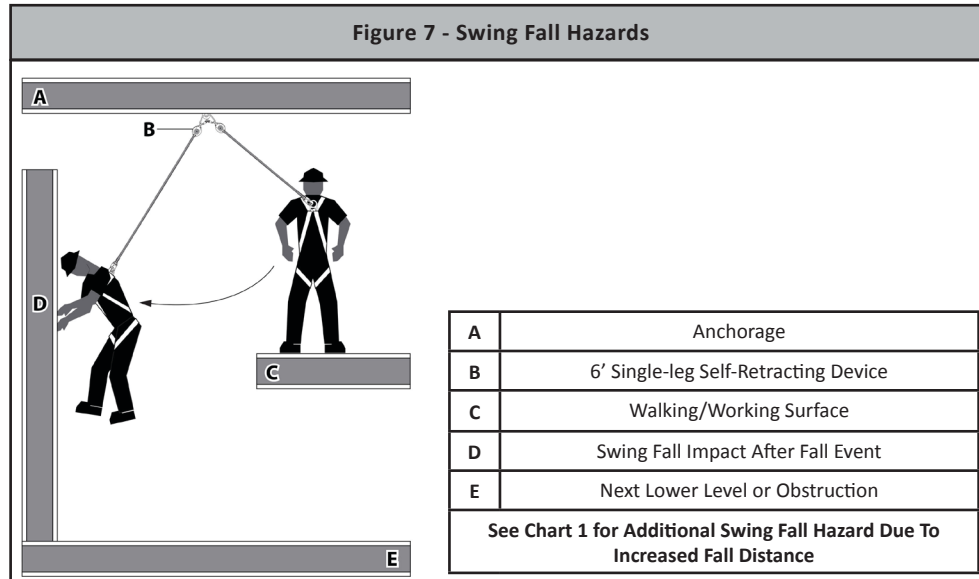 Figure 7 - Swing Fall Hazards
A
B
D
C
E
A Anchorage
B 6' Single-leg Self-Retracting Device
C Walking/Working Surface
D Swing Fall Impact After Fall Event
E Next Lower Level or Obstruction
See Chart 1 for Additional Swing Fall Hazard Due To
Increased Fall Distance